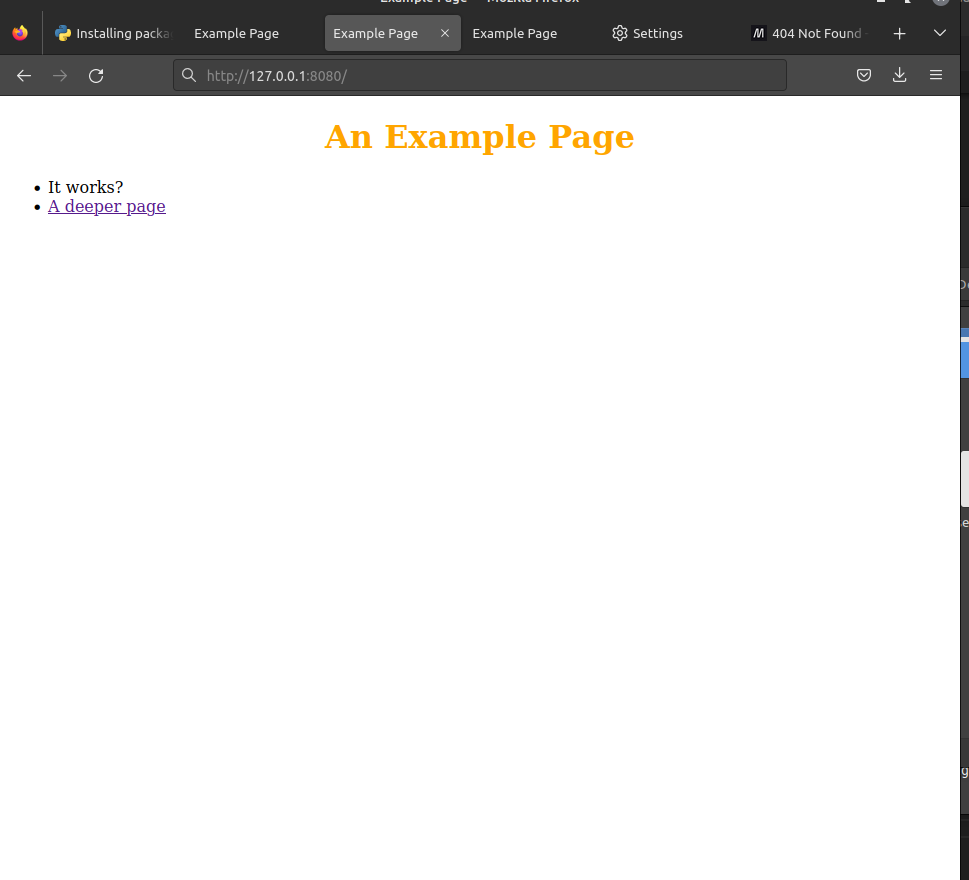 Example Page — Mozilla Firefox
Installing packa
Example Page
Example Page
Example Page
Settings
404 Not Found
http://127.0.0.1:8080/
An Example Page
It works?
A deeper page